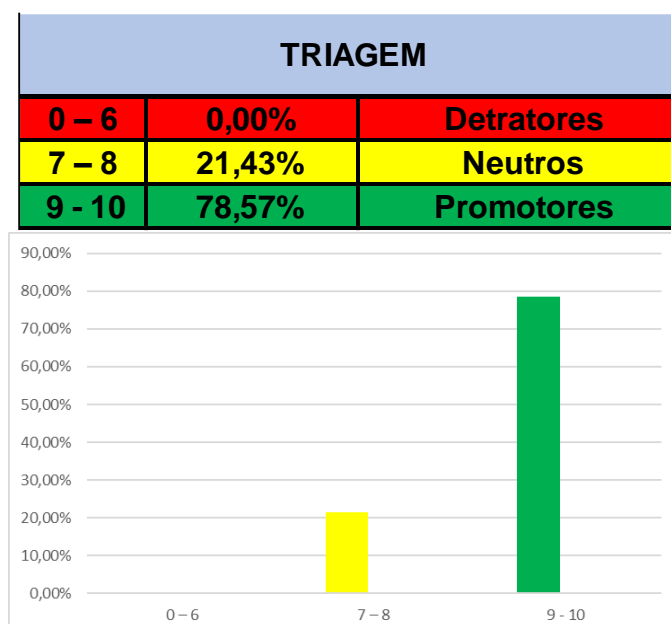 TRIAGEM
0 – 6 0,00% Detratores
7 – 8 21,43% Neutros
9 - 10 78,57% Promotores
90,00%
80,00%
70,00%
60,00%
50,00%
40,00%
30,00%
20,00%
10,00%
0,00%
0 – 6 7 – 8 9 - 10